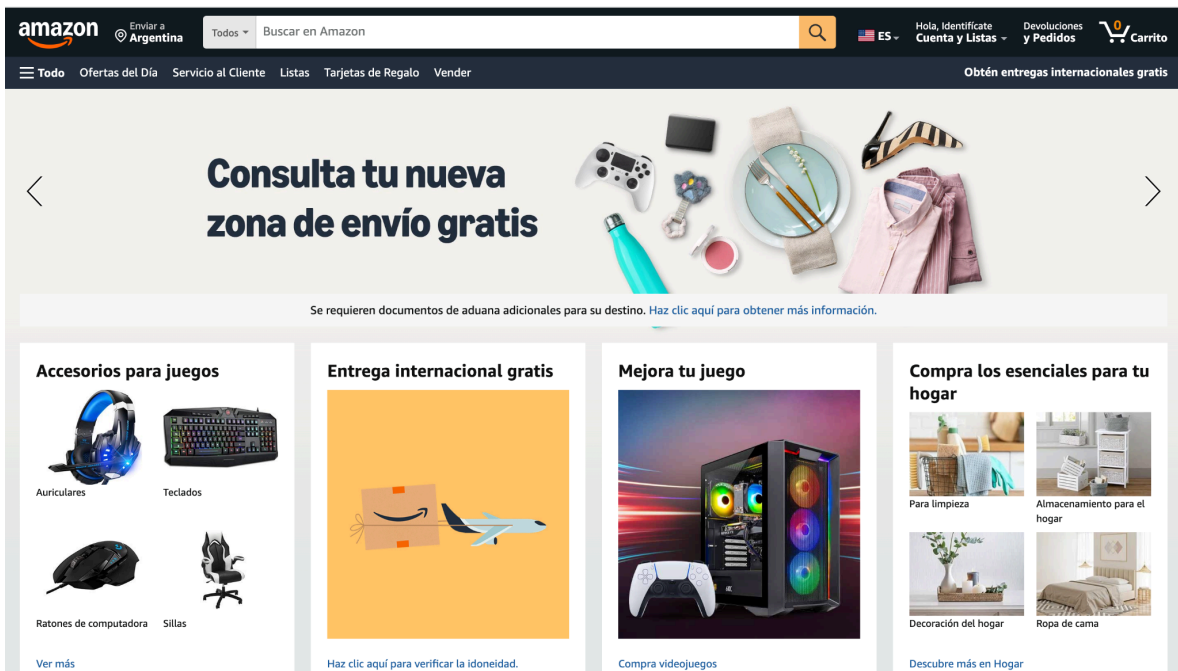 amazon
Enviar a
Argentina
Todos
Buscar en Amazon
ES
Hola, Identifícate
Cuenta y Listas
Devoluciones
y Pedidos
0
Carrito
Todo
Ofertas del Día
Servicio al Cliente
Listas
Tarjetas de Regalo
Vender
Obtén entregas internacionales gratis
Consulta tu nueva
zona de envío gratis
Se requieren documentos de aduana adicionales para su destino. Haz clic aquí para obtener más información.
Accesorios para juegos
Auriculares
Teclados
Ratones de computadora
Sillas
Ver más
Entrega internacional gratis
Haz clic aquí para verificar la idoneidad.
Mejora tu juego
Compra videojuegos
Compra los esenciales para tu
hogar
Para limpieza
Almacenamiento para el
hogar
Decoración del hogar
Ropa de cama
Descubre más en Hogar